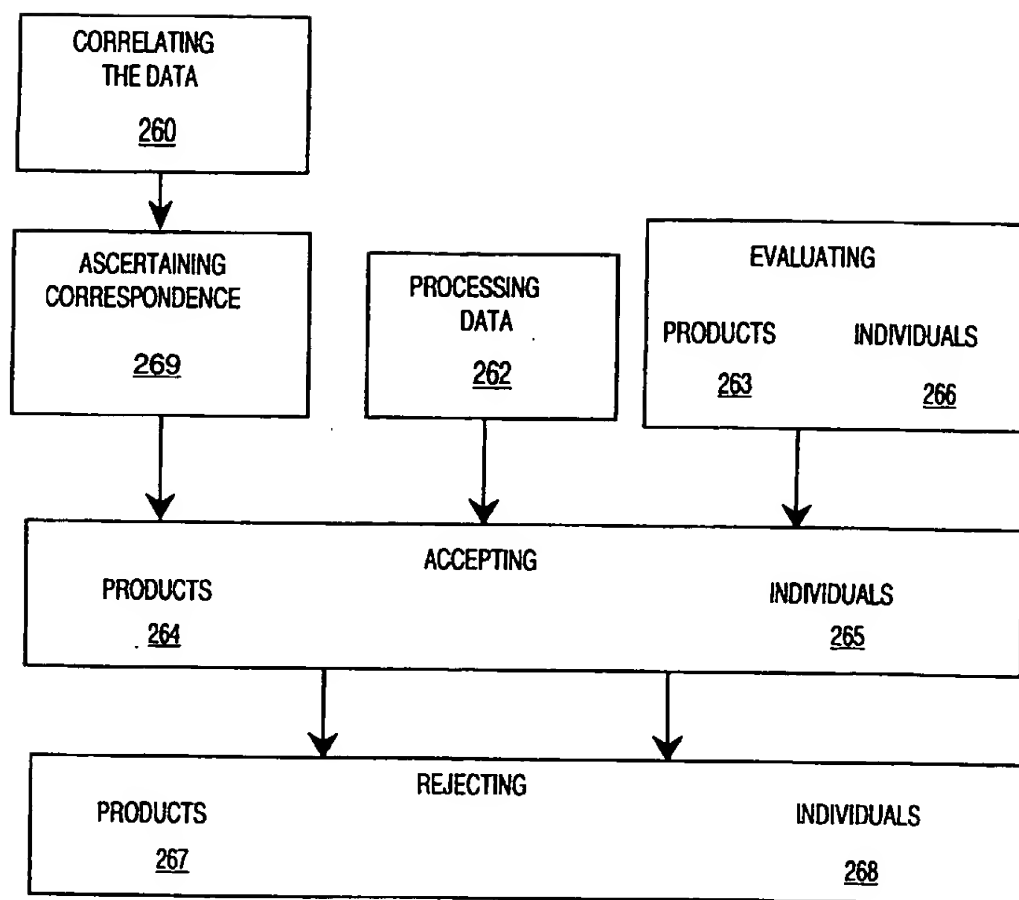 CORRELATING
THE DATA
260
ASCERTAINING
CORRESPONDENCE
269
PROCESSING
DATA
262
EVALUATING
PRODUCTS INDIVIDUALS
263 266
ACCEPTING
PRODUCTS INDIVIDUALS
264 265
REJECTING
PRODUCTS INDIVIDUALS
267 268